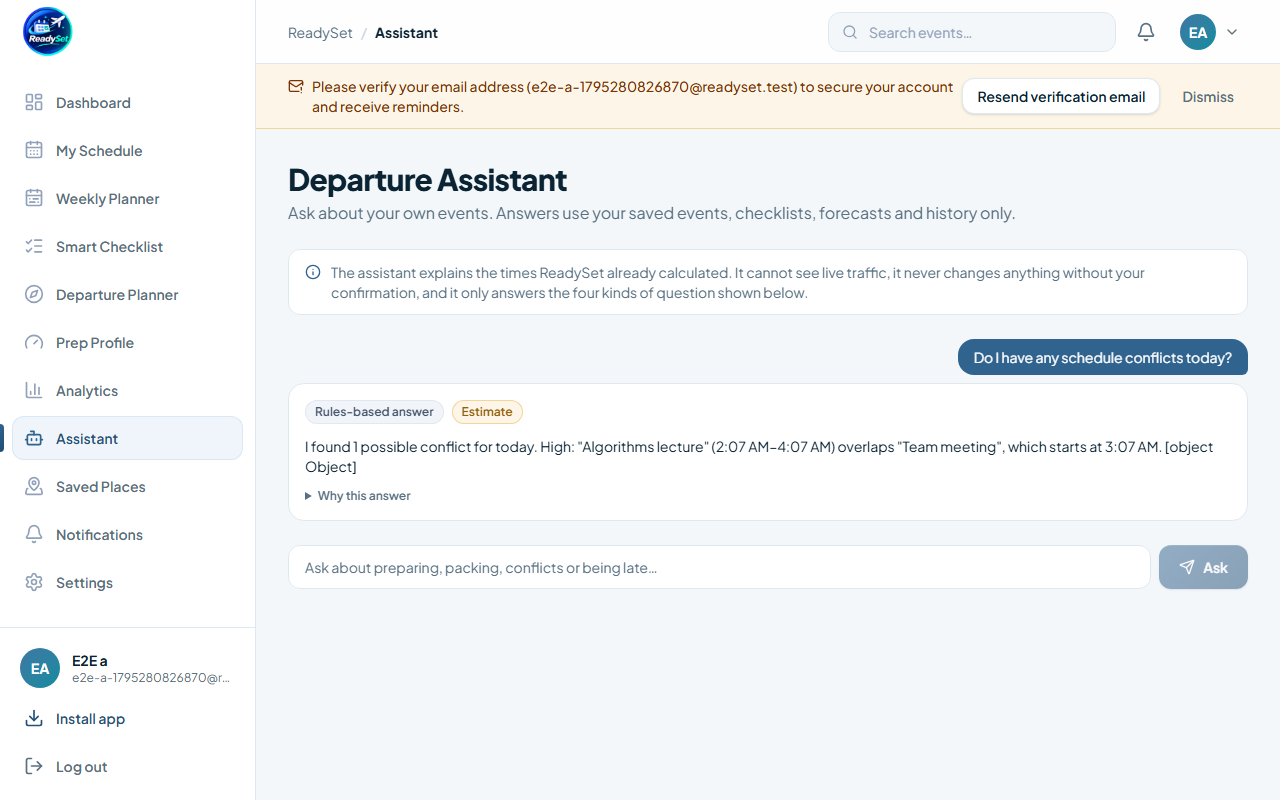 ReadySet
ReadySet / Assistant
Search events...
EA
Please verify your email address (e2e-a-1795280826870@readyset.test) to secure your account
and receive reminders.
Resend verification email
Dismiss
Dashboard
My Schedule
Weekly Planner
Smart Checklist
Departure Planner
Prep Profile
Analytics
Assistant
Saved Places
Notifications
Settings
EA
E2E a
e2e-a-1795280826870@r...
Install app
Log out
Departure Assistant
Ask about your own events. Answers use your saved events, checklists, forecasts and history only.
The assistant explains the times ReadySet already calculated. It cannot see live traffic, it never changes anything without your
confirmation, and it only answers the four kinds of question shown below.
Do I have any schedule conflicts today?
Rules-based answer
Estimate
I found 1 possible conflict for today. High: "Algorithms lecture" (2:07 AM–4:07 AM) overlaps "Team meeting", which starts at 3:07 AM. [object
Object]
Why this answer
Ask about preparing, packing, conflicts or being late...
Ask